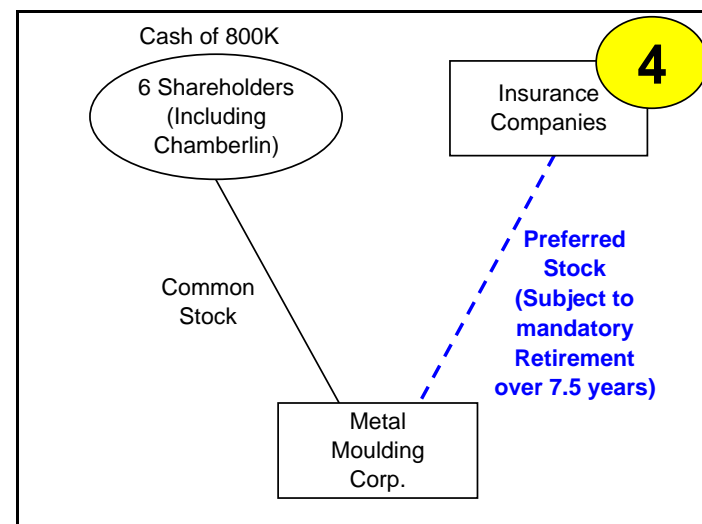 Cash of 800K
6 Shareholders
(Including
Chamberlin)
4
Insurance
Companies
Common
Stock
Preferred
Stock
(Subject to
mandatory
Retirement
over 7.5 years)
Metal
Moulding
Corp.